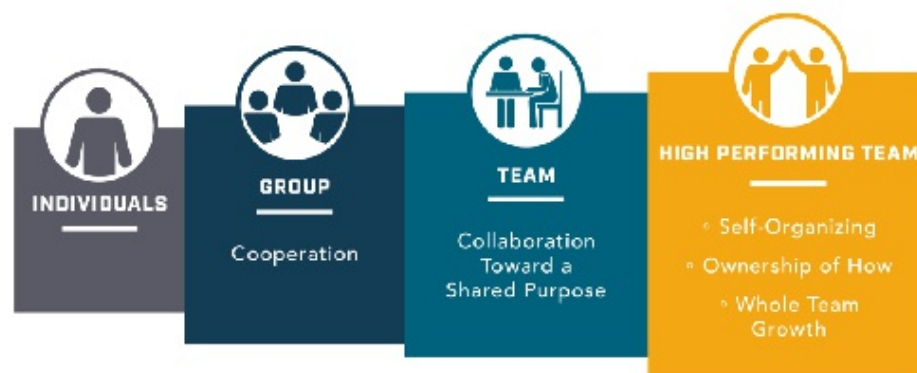 INDIVIDUALS
GROUP
Cooperation
TEAM
Collaboration
Toward a
Shared Purpose
HIGH PERFORMING TEAM
◦ Self-Organizing
◦ Ownership of How
◦ Whole Team
Growth